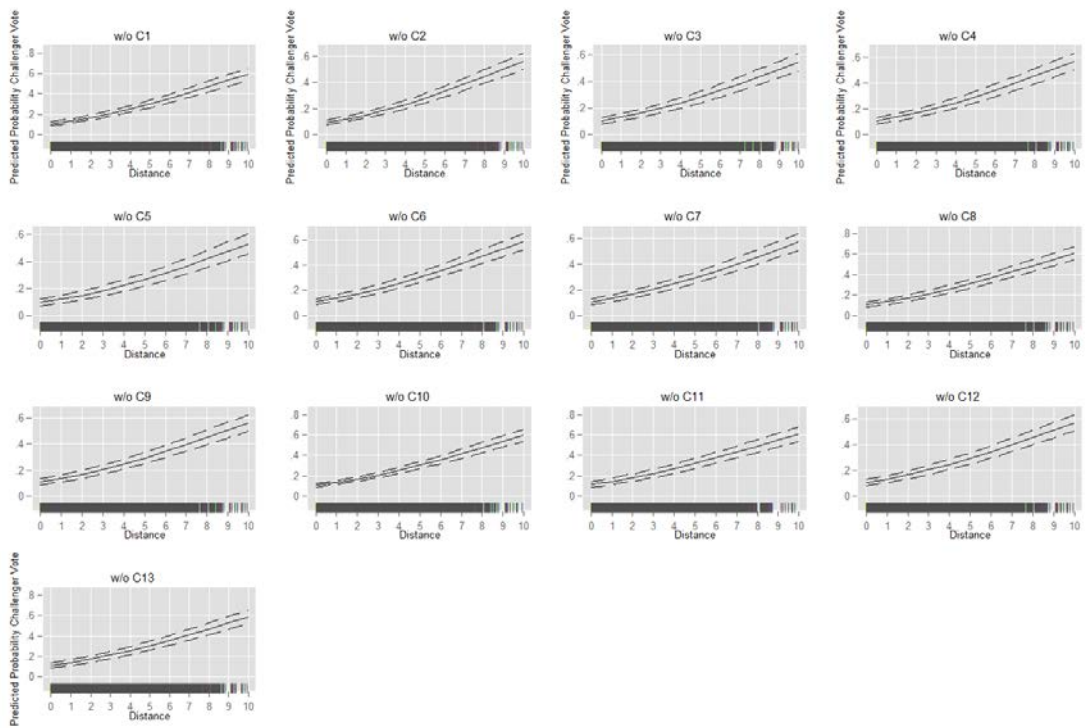 w/o C1
Predicted Probability Challenger Vote
.8
.6
.4
.2
0
0 1 2 3 4 5 6 7 8 9 10
Distance
w/o C2
Predicted Probability Challenger Vote
.6
.4
.2
0
0 1 2 3 4 5 6 7 8 9 10
Distance
w/o C3
Predicted Probability Challenger Vote
.6
.4
.2
0
0 1 2 3 4 5 6 7 8 9 10
Distance
w/o C4
Predicted Probability Challenger Vote
.6
.4
.2
0
0 1 2 3 4 5 6 7 8 9 10
Distance
w/o C5
.6
.4
.2
0
0 1 2 3 4 5 6 7 8 9 10
Distance
w/o C6
.6
.4
.2
0
0 1 2 3 4 5 6 7 8 9 10
Distance
w/o C7
.6
.4
.2
0
0 1 2 3 4 5 6 7 8 9 10
Distance
w/o C8
.8
.6
.4
.2
0
0 1 2 3 4 5 6 7 8 9 10
Distance
w/o C9
.6
.4
.2
0
0 1 2 3 4 5 6 7 8 9 10
Distance
w/o C10
.8
.6
.4
.2
0
0 1 2 3 4 5 6 7 8 9 10
Distance
w/o C11
.8
.6
.4
.2
0
0 1 2 3 4 5 6 7 8 9 10
Distance
w/o C12
.6
.4
.2
0
0 1 2 3 4 5 6 7 8 9 10
Distance
w/o C13
Predicted Probability Challenger Vote
.8
.6
.4
.2
0
0 1 2 3 4 5 6 7 8 9 10
Distance